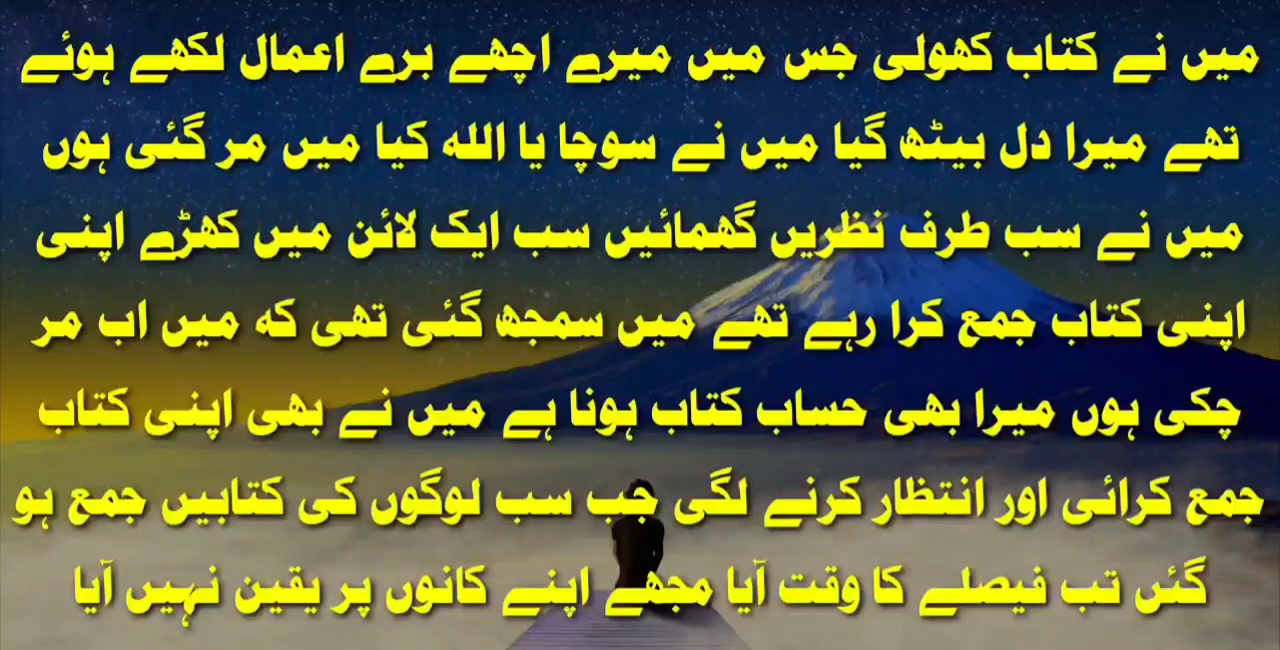 میں نے کتاب کھولی جس میں میرے اچھے برے اعمال لکھے ہوئے
تھے میرا دل بیٹھ گیا میں نے سوچا یا اللہ کیا میں مر گئی ہوں
میں نے سب طرف نظریں گھمائیں سب ایک لائن میں کھڑے اپنی
اپنی کتاب جمع کرا رہے تھے میں سمجھ گئی تھی کہ میں اب مر
چکی ہوں میرا بھی حساب کتاب ہونا ہے میں نے بھی اپنی کتاب
جمع کرائی اور انتظار کرنے لگی جب سب لوگوں کی کتابیں جمع ہو
گئں تب فیصلے کا وقت آیا مجھے اپنے کانوں پر یقین نہیں آیا